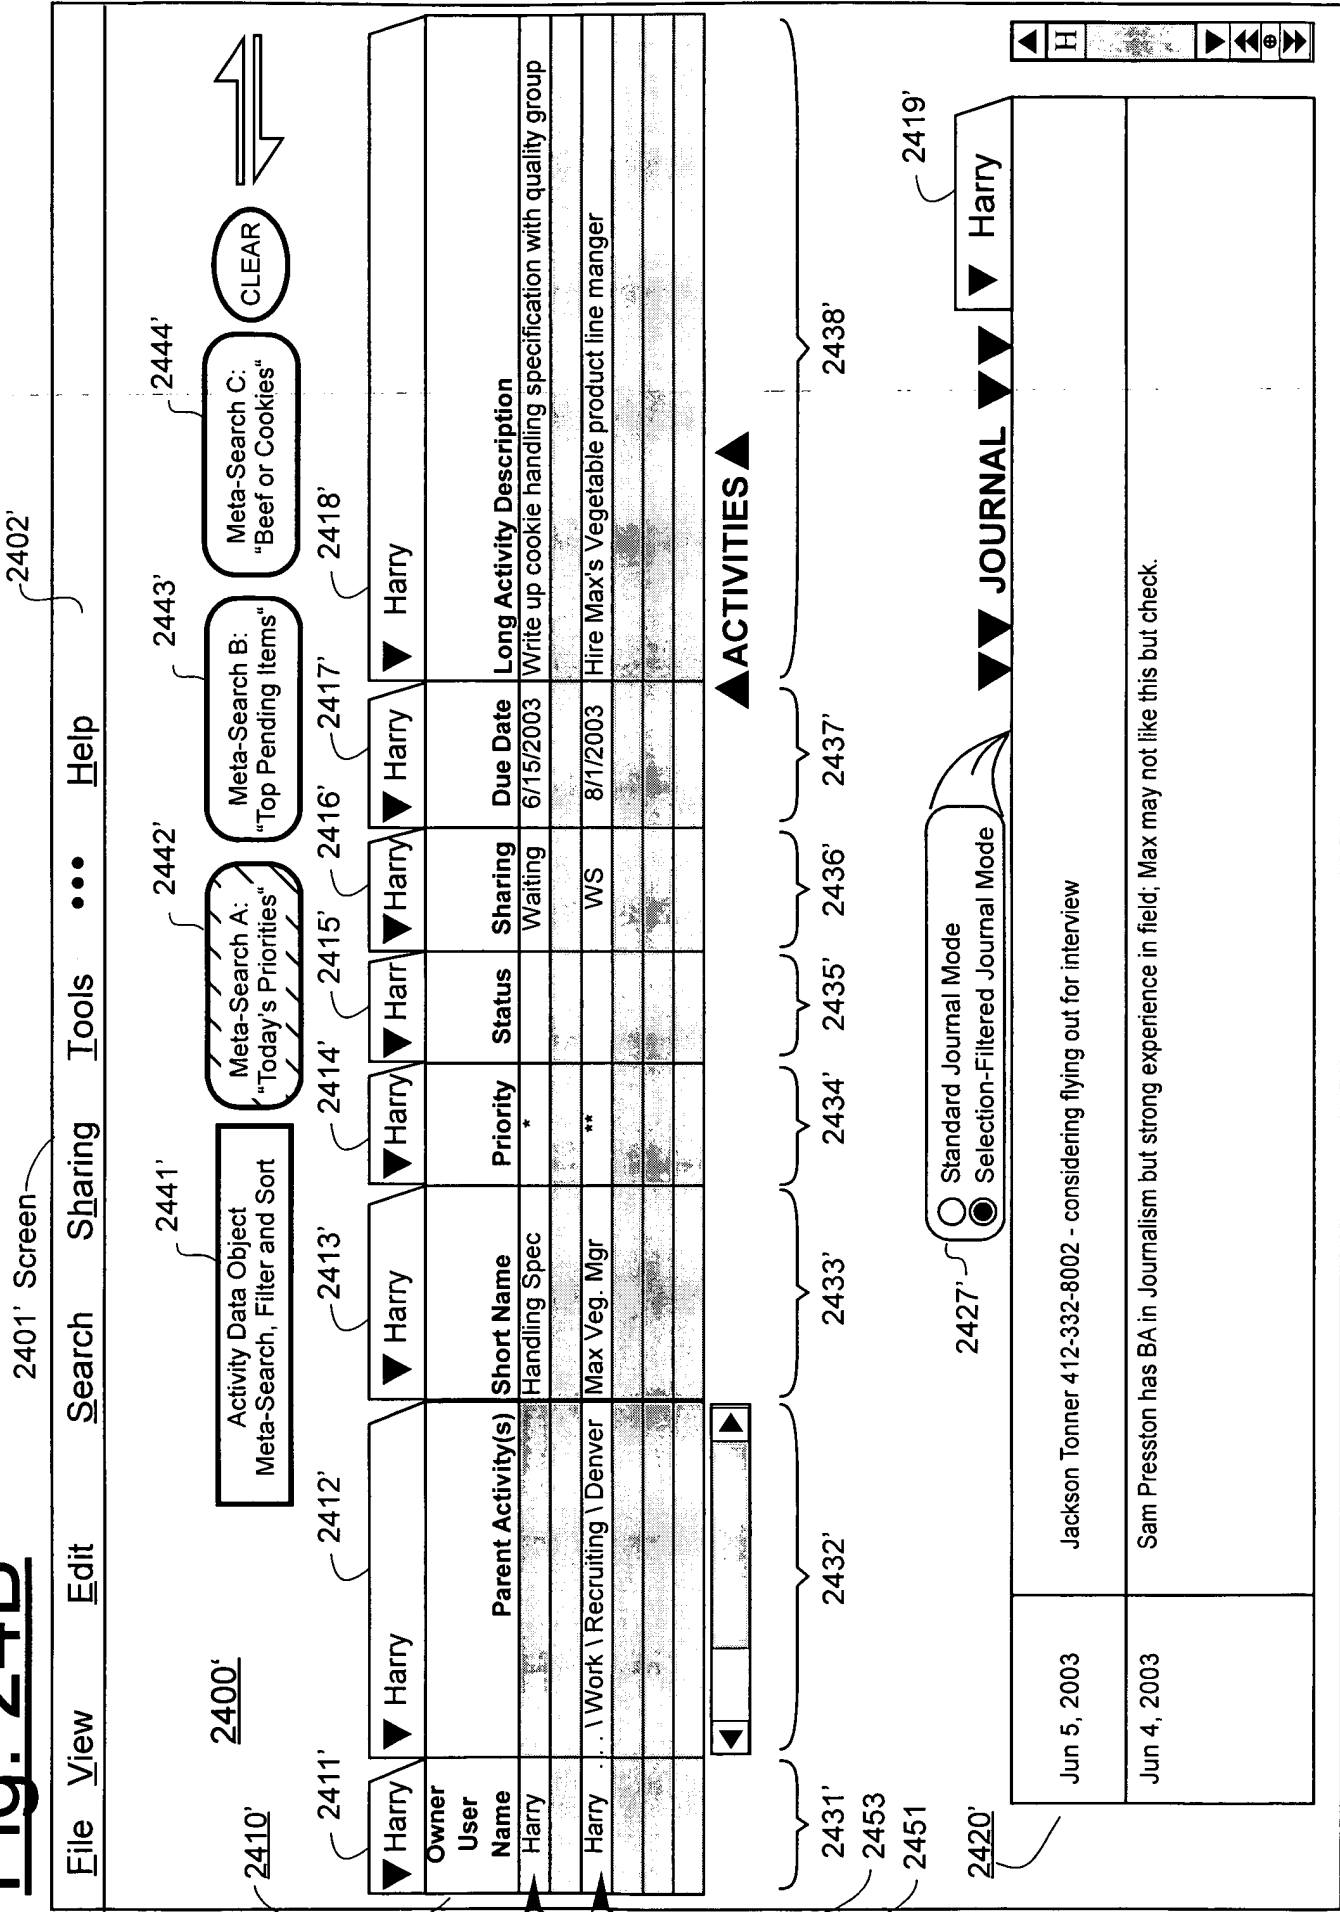 Fig. 24B
2401' Screen
2402'
File View Edit Search Sharing Tools ••• Help
2400'
2441'
2442'
2443'
2444'
Activity Data Object
Meta-Search, Filter and Sort
Meta-Search A:
"Today's Priorities"
Meta-Search B:
"Top Pending Items"
Meta-Search C:
"Beef or Cookies"
CLEAR
2410'
2411'
2412'
2413'
2414'
2415'
2416'
2417'
2418'
▼Harry ▼ Harry ▼ Harry ▼Harry ▼ Harr ▼Harry ▼ Harry ▼ Harry
Owner
User
Name Parent Activity(s) Short Name Priority Status Sharing Due Date Long Activity Description
Harry Handling Spec * Waiting 6/15/2003 Write up cookie handling specification with quality group
Harry . . . \ Work \ Recruiting \ Denver Max Veg. Mgr ** WS 8/1/2003 Hire Max's Vegetable product line manger
▲ACTIVITIES▲
2431'
2432'
2433'
2434'
2435'
2436'
2437'
2438'
2453
2451
2420'
2427'
Standard Journal Mode
Selection-Filtered Journal Mode
▼▼ JOURNAL ▼▼
▼ Harry
2419'
H
Jun 5, 2003 Jackson Tonner 412-332-8002 - considering flying out for interview
Jun 4, 2003 Sam Presston has BA in Journalism but strong experience in field; Max may not like this but check.